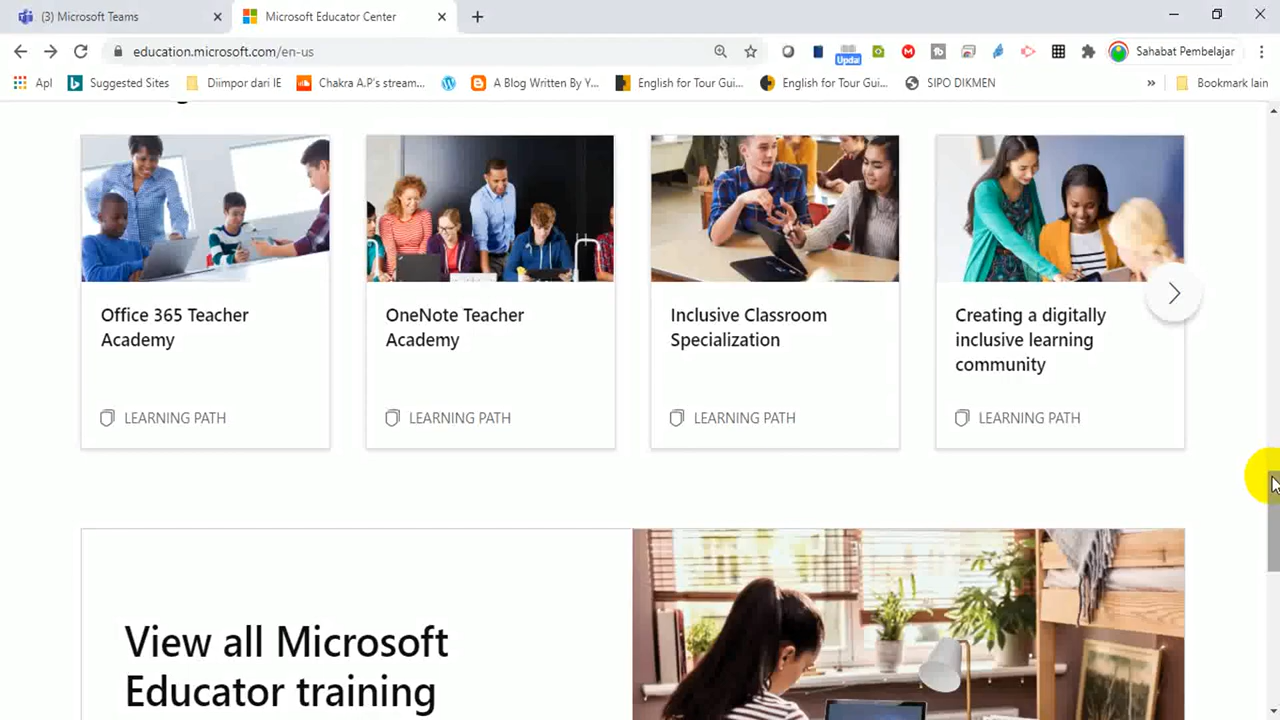 (3) Microsoft Teams
Microsoft Educator Center
education.microsoft.com/en-us
Sahabat Pembelajar
Upda
Apl
Suggested Sites
Diimpor dari IE
Chakra A.P's stream...
A Blog Written By Y...
English for Tour Gui...
English for Tour Gui...
SIPO DIKMEN
Bookmark lain
Office 365 Teacher
Academy
LEARNING PATH
OneNote Teacher
Academy
LEARNING PATH
Inclusive Classroom
Specialization
LEARNING PATH
Creating a digitally
inclusive learning
community
LEARNING PATH
View all Microsoft
Educator training